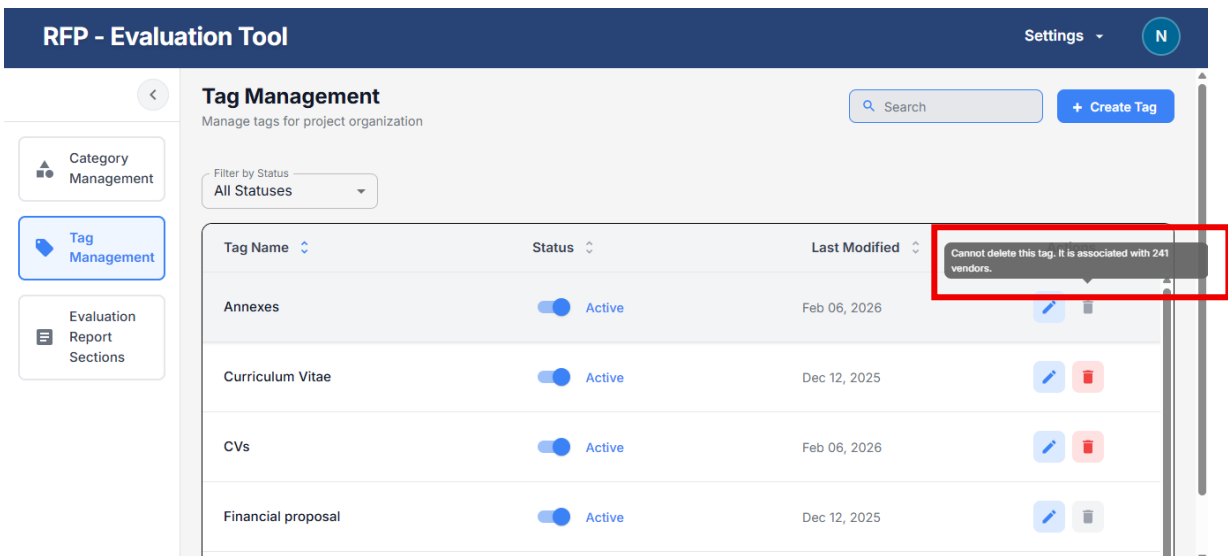 RFP - Evaluation Tool
Settings
N
Tag Management
Manage tags for project organization
Search
+ Create Tag
Category
Management
Tag
Management
Evaluation
Report
Sections
Filter by Status
All Statuses
Tag Name
Status
Last Modified
Cannot delete this tag. It is associated with 241
vendors.
Annexes
Active
Feb 06, 2026
Curriculum Vitae
Active
Dec 12, 2025
CVs
Active
Feb 06, 2026
Financial proposal
Active
Dec 12, 2025